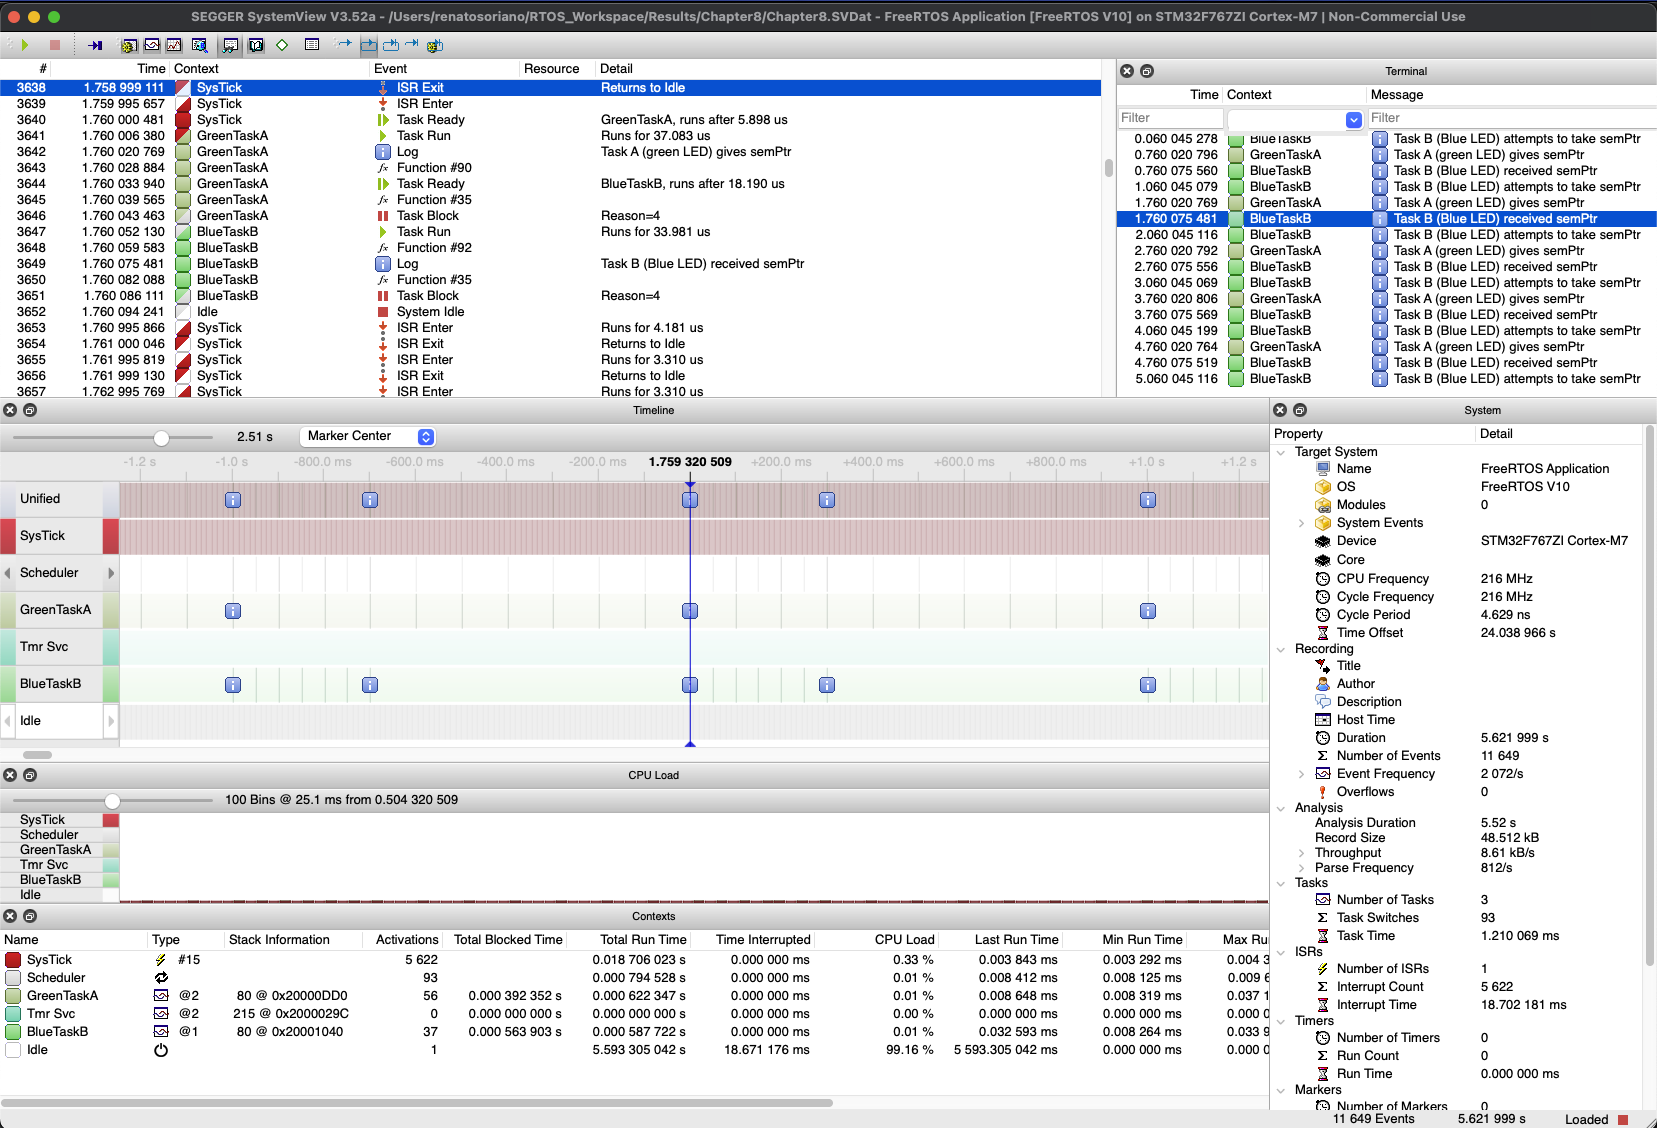 SEGGER SystemView V3.52a - /Users/renatosoriano/RTOS_Workspace/Results/Chapter8/Chapter8.SVDat - FreeRTOS Application [FreeRTOS V10] on STM32F767ZI Cortex-M7 | Non-Commercial Use
# Time Context Event Resource Detail
3638 1.758 999 111 SysTick ISR Exit Returns to Idle
3639 1.759 995 657 SysTick ISR Enter
3640 1.760 000 481 SysTick Task Ready GreenTaskA, runs after 5.898 us
3641 1.760 006 380 GreenTaskA Task Run Runs for 37.083 us
3642 1.760 020 769 GreenTaskA Log Task A (green LED) gives semPtr
3643 1.760 028 884 GreenTaskA Function #90
3644 1.760 033 940 GreenTaskA Task Ready BlueTaskB, runs after 18.190 us
3645 1.760 039 565 GreenTaskA Function #35
3646 1.760 043 463 GreenTaskA Task Block Reason=4
3647 1.760 052 130 BlueTaskB Task Run Runs for 33.981 us
3648 1.760 059 583 BlueTaskB Function #92
3649 1.760 075 481 BlueTaskB Log Task B (Blue LED) received semPtr
3650 1.760 082 088 BlueTaskB Function #35
3651 1.760 086 111 BlueTaskB Task Block Reason=4
3652 1.760 094 241 Idle System Idle
3653 1.760 995 866 SysTick ISR Enter Runs for 4.181 us
3654 1.761 000 046 SysTick ISR Exit Returns to Idle
3655 1.761 995 819 SysTick ISR Enter Runs for 3.310 us
3656 1.761 999 130 SysTick ISR Exit Returns to Idle
3657 1.762 995 769 SysTick ISR Enter Runs for 3.310 us
Terminal
Time Context Message
Filter Filter
0.060 045 278 BlueTaskB Task B (Blue LED) attempts to take semPtr
0.760 020 796 GreenTaskA Task A (green LED) gives semPtr
0.760 075 560 BlueTaskB Task B (Blue LED) received semPtr
1.060 045 079 BlueTaskB Task B (Blue LED) attempts to take semPtr
1.760 020 769 GreenTaskA Task A (green LED) gives semPtr
1.760 075 481 BlueTaskB Task B (Blue LED) received semPtr
2.060 045 116 BlueTaskB Task B (Blue LED) attempts to take semPtr
2.760 020 792 GreenTaskA Task A (green LED) gives semPtr
2.760 075 556 BlueTaskB Task B (Blue LED) received semPtr
3.060 045 069 BlueTaskB Task B (Blue LED) attempts to take semPtr
3.760 020 806 GreenTaskA Task A (green LED) gives semPtr
3.760 075 569 BlueTaskB Task B (Blue LED) received semPtr
4.060 045 199 BlueTaskB Task B (Blue LED) attempts to take semPtr
4.760 020 764 GreenTaskA Task A (green LED) gives semPtr
4.760 075 519 BlueTaskB Task B (Blue LED) received semPtr
5.060 045 116 BlueTaskB Task B (Blue LED) attempts to take semPtr
Timeline
2.51 s Marker Center
-1.2 s -1.0 s -800.0 ms -600.0 ms -400.0 ms -200.0 ms 1.759 320 509 +200.0 ms +400.0 ms +600.0 ms +800.0 ms +1.0 s +1.2 s
Unified
SysTick
Scheduler
GreenTaskA
Tmr Svc
BlueTaskB
Idle
CPU Load
100 Bins @ 25.1 ms from 0.504 320 509
SysTick
Scheduler
GreenTaskA
Tmr Svc
BlueTaskB
Idle
Contexts
Name Type Stack Information Activations Total Blocked Time Total Run Time Time Interrupted CPU Load Last Run Time Min Run Time Max Ru
SysTick #15 5 622 0.018 706 023 s 0.000 000 ms 0.33 % 0.003 843 ms 0.003 292 ms 0.004 3
Scheduler 93 0.000 794 528 s 0.000 000 ms 0.01 % 0.008 412 ms 0.008 125 ms 0.009 6
GreenTaskA @2 80 @ 0x20000DD0 56 0.000 392 352 s 0.000 622 347 s 0.000 000 ms 0.01 % 0.008 648 ms 0.008 319 ms 0.037 1
Tmr Svc @2 215 @ 0x2000029C 0 0.000 000 000 s 0.000 000 000 s 0.000 000 ms 0.00 % 0.000 000 ms 0.000 000 ms 0.000 0
BlueTaskB @1 80 @ 0x20001040 37 0.000 563 903 s 0.000 587 722 s 0.000 000 ms 0.01 % 0.032 593 ms 0.008 264 ms 0.033 9
Idle 1 5.593 305 042 s 18.671 176 ms 99.16 % 5 593.305 042 ms 0.000 000 ms 0.000 0
System
Property Detail
Target System
Name FreeRTOS Application
OS FreeRTOS V10
Modules 0
System Events
Device STM32F767ZI Cortex-M7
Core
CPU Frequency 216 MHz
Cycle Frequency 216 MHz
Cycle Period 4.629 ns
Time Offset 24.038 966 s
Recording
Title
Author
Description
Host Time
Duration 5.621 999 s
Number of Events 11 649
Event Frequency 2 072/s
Overflows 0
Analysis
Analysis Duration 5.52 s
Record Size 48.512 kB
Throughput 8.61 kB/s
Parse Frequency 812/s
Tasks
Number of Tasks 3
Task Switches 93
Task Time 1.210 069 ms
ISRs
Number of ISRs 1
Interrupt Count 5 622
Interrupt Time 18.702 181 ms
Timers
Number of Timers 0
Run Count 0
Run Time 0.000 000 ms
Markers
Number of Markers 0
11 649 Events 5.621 999 s Loaded